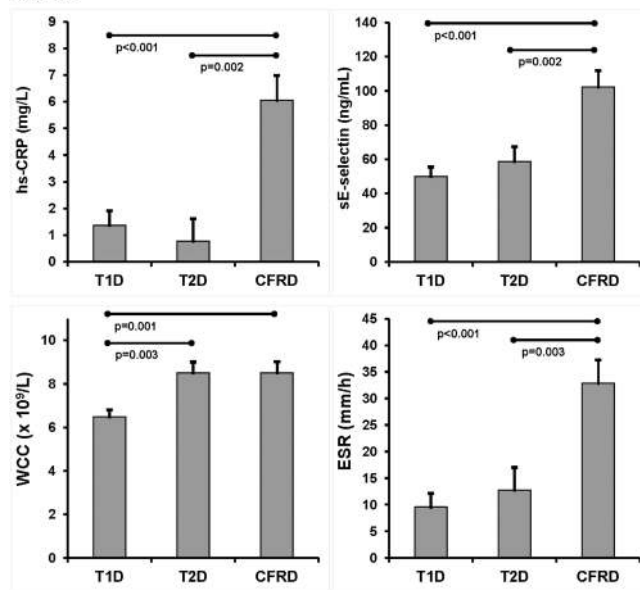 hs-CRP (mg/L)
9
8
7
6
5
4
3
2
1
0
p<0.001
p=0.002
T1D T2D CFRD
sE-selectin (ng/mL)
140
120
100
80
60
40
20
0
p<0.001
p=0.002
T1D T2D CFRD
WCC (x 10⁹/L)
10
8
6
4
2
0
p=0.001
p=0.003
T1D T2D CFRD
ESR (mm/h)
45
40
35
30
25
20
15
10
5
0
p<0.001
p=0.003
T1D T2D CFRD